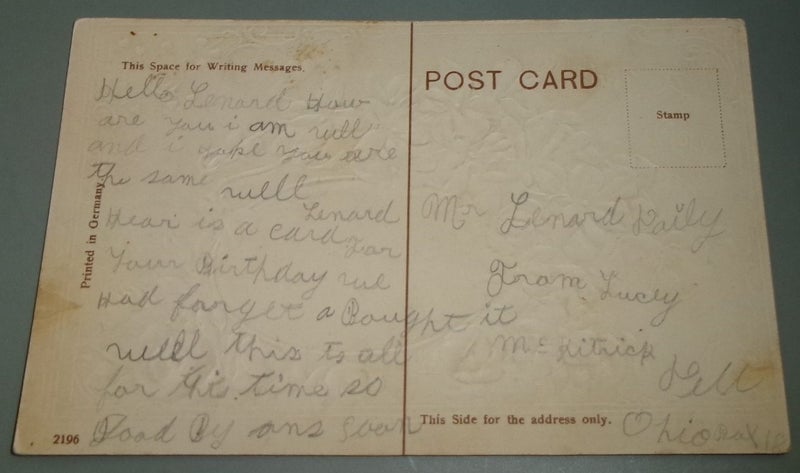 This Space for Writing Messages.
Hello Lenard How
are you i am well
and i hope you are
the same well
Lenard
Hear is a card for
your Birthday we
Had forget a Bought it
well this is all
for this time so
Good By ans soon
Printed in Germany.
2196
POST CARD
Stamp
Mr Lenard Daily
From Lucey
McKitrick
Ohio Box 12
This Side for the address only.